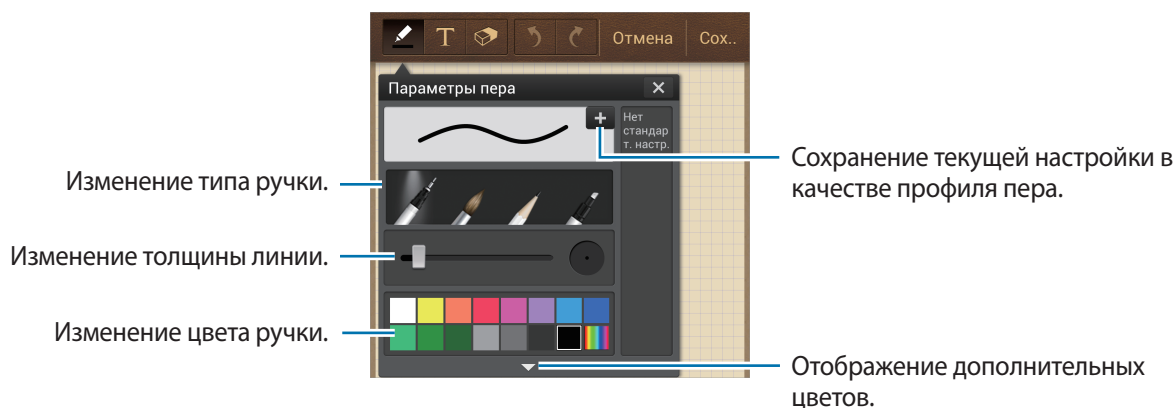 T
Отмена
Сох..
Параметры пера
Нет
стандар
т. настр.
Изменение типа ручки.
Изменение толщины линии.
Изменение цвета ручки.
Сохранение текущей настройки в
качестве профиля пера.
Отображение дополнительных
цветов.